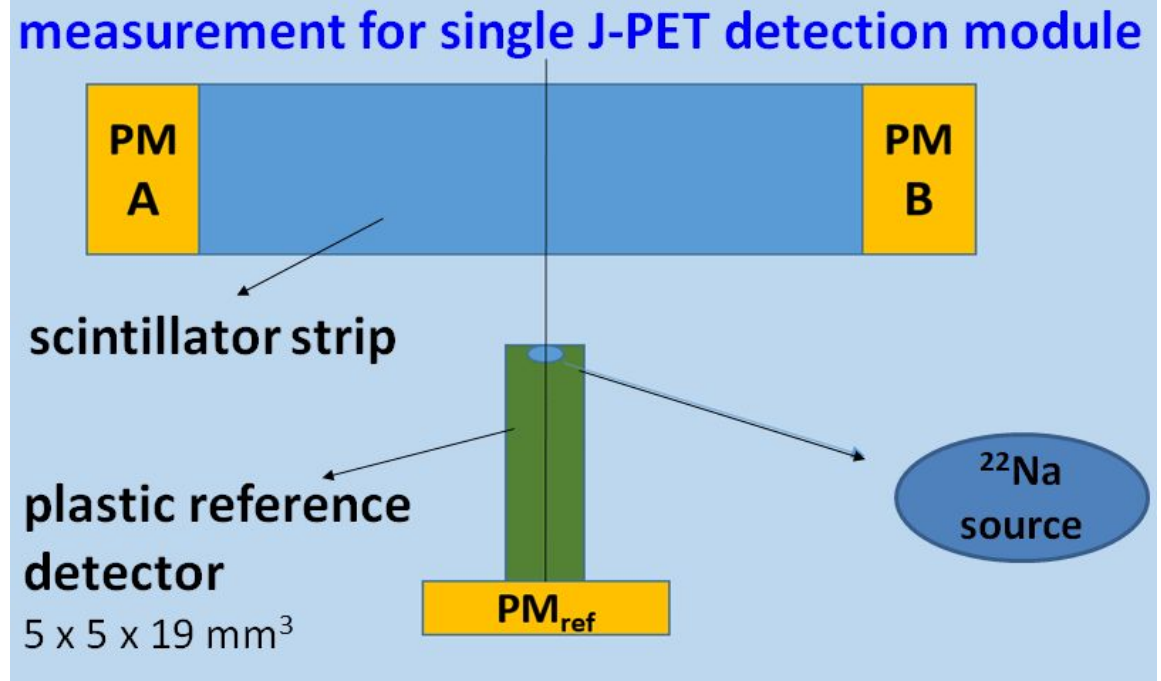 measurement for single J-PET detection module
PM
A
PM
B
scintillator strip
²²Na
source
plastic reference
detector
5 x 5 x 19 mm³
PMref